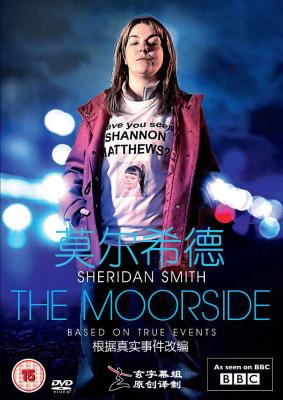 ave you see
SHANNON
MATTHEWS?
莫尔希德
SHERIDAN SMITH
THE MOORSIDE
BASED ON TRUE EVENTS
根据真实事件改编
15
DVD
VIDEO
玄字幕组
原创译制
As seen on BBC
BBC